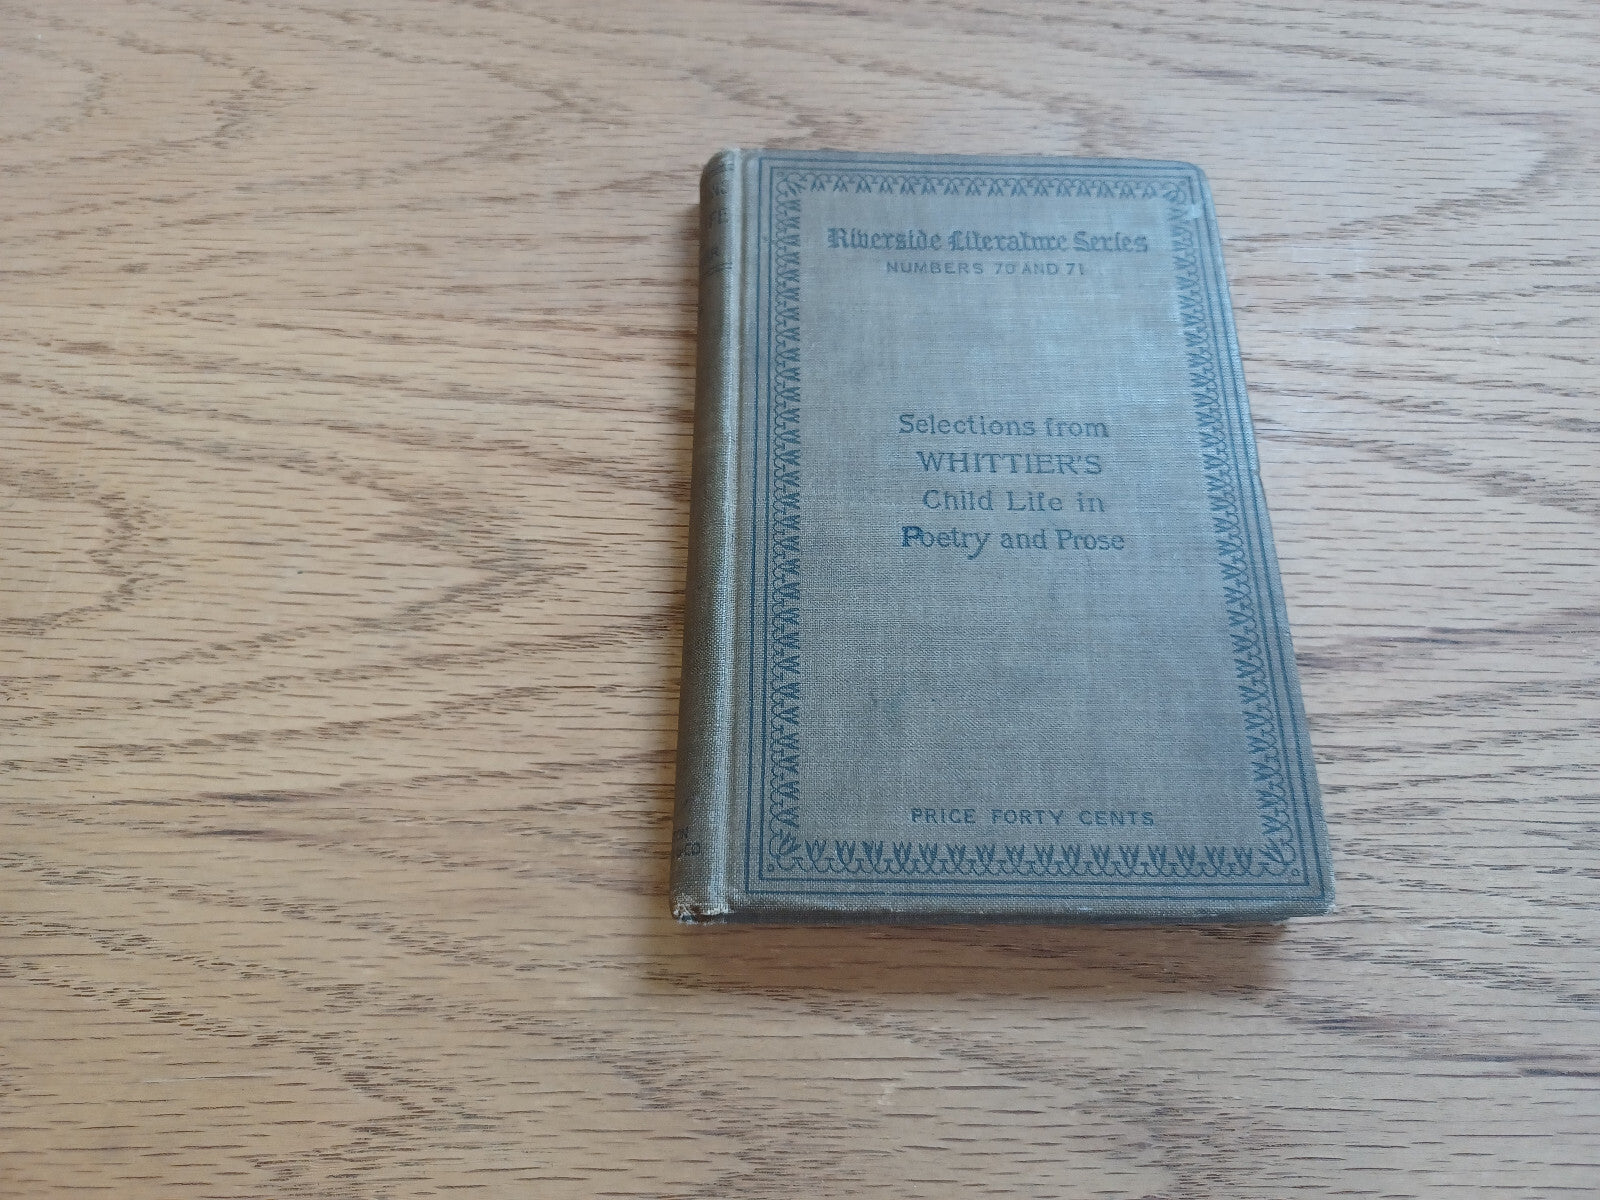 Riverside Literature Series
NUMBERS 70 AND 71
Selections from
WHITTIER'S
Child Life in
Poetry and Prose
PRICE FORTY CENTS